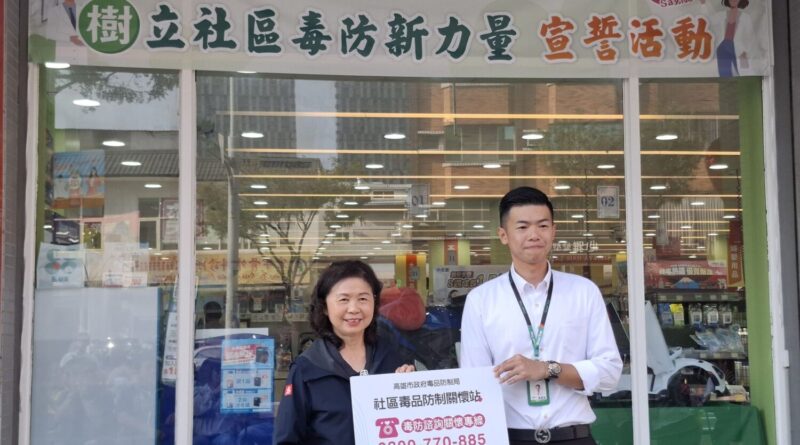 樹立社區毒防新力量 宣誓活動
01
02
高雄市政府毒品防制局
社區毒品防制關懷站
毒防諮詢關懷專線
0800-770-885